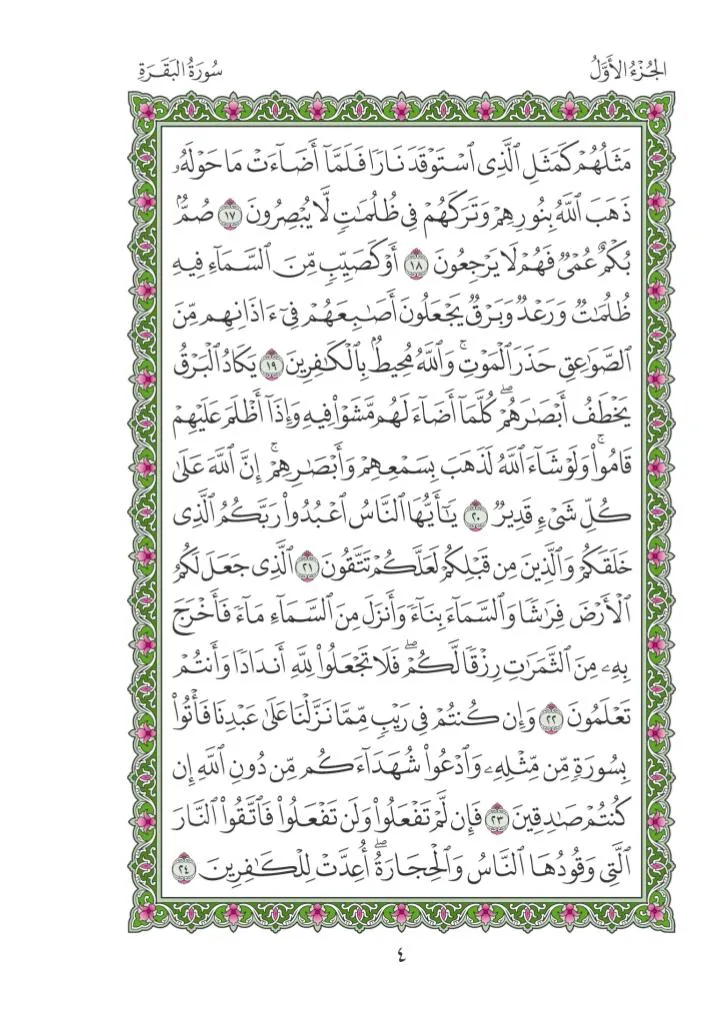 الجُزْءُ الأَوَّلُ
سُورَةُ البَقَرَةِ
مَثَلُهُمْ كَمَثَلِ ٱلَّذِى ٱسْتَوْقَدَ نَارًا فَلَمَّآ أَضَآءَتْ مَا حَوْلَهُۥ
ذَهَبَ ٱللَّهُ بِنُورِهِمْ وَتَرَكَهُمْ فِى ظُلُمَـٰتٍ لَّا يُبْصِرُونَ ١٧ صُمٌّۢ
بُكْمٌ عُمْىٌ فَهُمْ لَا يَرْجِعُونَ ١٨ أَوْ كَصَيِّبٍ مِّنَ ٱلسَّمَآءِ فِيهِ
ظُلُمَـٰتٌ وَرَعْدٌ وَبَرْقٌ يَجْعَلُونَ أَصَـٰبِعَهُمْ فِىٓ ءَاذَانِهِم مِّنَ
ٱلصَّوَٰعِقِ حَذَرَ ٱلْمَوْتِ ۚ وَٱللَّهُ مُحِيطٌۢ بِٱلْكَـٰفِرِينَ ١٩ يَكَادُ ٱلْبَرْقُ
يَخْطَفُ أَبْصَـٰرَهُمْ ۖ كُلَّمَآ أَضَآءَ لَهُم مَّشَوْا۟ فِيهِ وَإِذَآ أَظْلَمَ عَلَيْهِمْ
قَامُوا۟ ۚ وَلَوْ شَآءَ ٱللَّهُ لَذَهَبَ بِسَمْعِهِمْ وَأَبْصَـٰرِهِمْ ۚ إِنَّ ٱللَّهَ عَلَىٰ
كُلِّ شَىْءٍ قَدِيرٌ ٢٠ يَـٰٓأَيُّهَا ٱلنَّاسُ ٱعْبُدُوا۟ رَبَّكُمُ ٱلَّذِى
خَلَقَكُمْ وَٱلَّذِينَ مِن قَبْلِكُمْ لَعَلَّكُمْ تَتَّقُونَ ٢١ ٱلَّذِى جَعَلَ لَكُمُ
ٱلْأَرْضَ فِرَٰشًا وَٱلسَّمَآءَ بِنَآءً وَأَنزَلَ مِنَ ٱلسَّمَآءِ مَآءً فَأَخْرَجَ
بِهِۦ مِنَ ٱلثَّمَرَٰتِ رِزْقًا لَّكُمْ ۖ فَلَا تَجْعَلُوا۟ لِلَّهِ أَندَادًا وَأَنتُمْ
تَعْلَمُونَ ٢٢ وَإِن كُنتُمْ فِى رَيْبٍ مِّمَّا نَزَّلْنَا عَلَىٰ عَبْدِنَا فَأْتُوا۟
بِسُورَةٍ مِّن مِّثْلِهِۦ وَٱدْعُوا۟ شُهَدَآءَكُم مِّن دُونِ ٱللَّهِ إِن
كُنتُمْ صَـٰدِقِينَ ٢٣ فَإِن لَّمْ تَفْعَلُوا۟ وَلَن تَفْعَلُوا۟ فَٱتَّقُوا۟ ٱلنَّارَ
ٱلَّتِى وَقُودُهَا ٱلنَّاسُ وَٱلْحِجَارَةُ ۖ أُعِدَّتْ لِلْكَـٰفِرِينَ ٢٤
٤